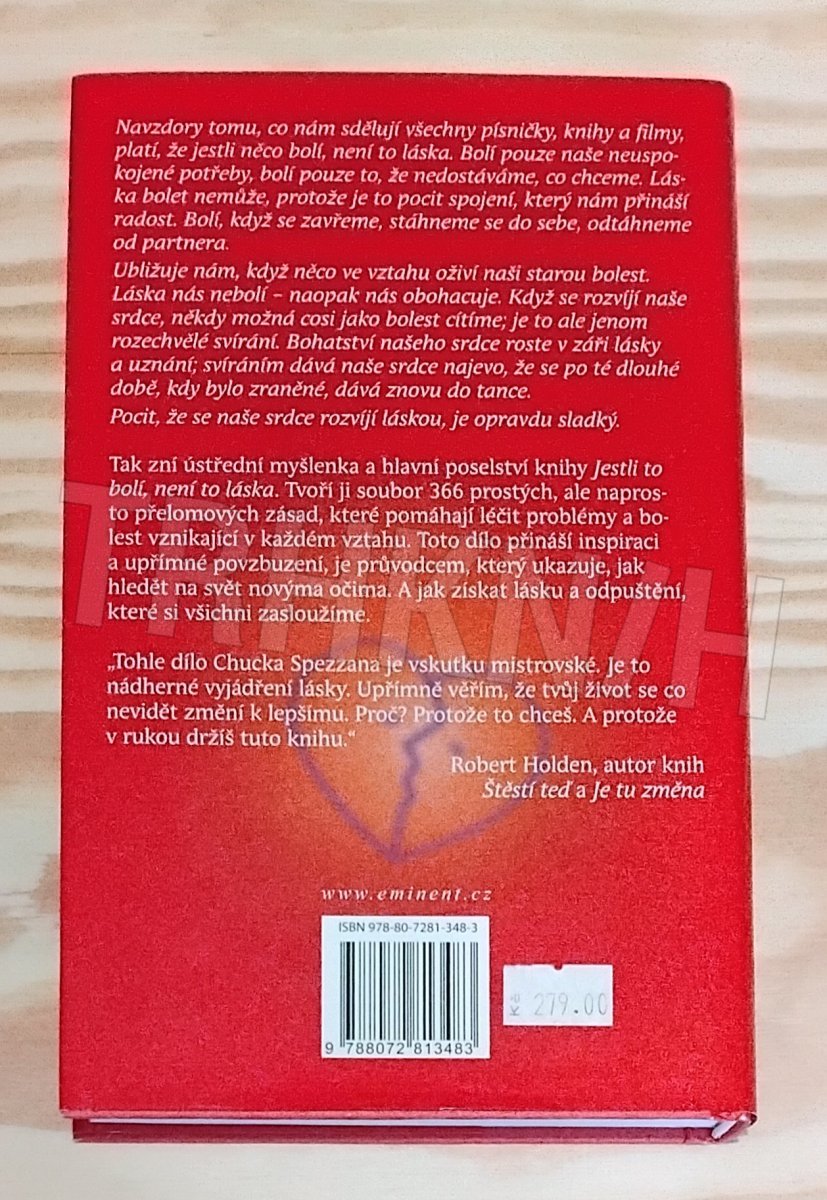 Navzdory tomu, co nám sdělují všechny písničky, knihy a filmy,
platí, že jestli něco bolí, není to láska. Bolí pouze naše neuspo-
kojené potřeby, bolí pouze to, že nedostáváme, co chceme. Lás-
ka bolet nemůže, protože je to pocit spojení, který nám přináší
radost. Bolí, když se zavřeme, stáhneme se do sebe, odtáhneme
od partnera.
Ubližuje nám, když něco ve vztahu oživí naši starou bolest.
Láska nás nebolí – naopak nás obohacuje. Když se rozvíjí naše
srdce, někdy možná cosi jako bolest cítíme; je to ale jenom
rozechvělé svírání. Bohatství našeho srdce roste v záři lásky
a uznání; svíráním dává naše srdce najevo, že se po té dlouhé
době, kdy bylo zraněné, dává znovu do tance.
Pocit, že se naše srdce rozvíjí láskou, je opravdu sladký.
Tak zní ústřední myšlenka a hlavní poselství knihy Jestli to
bolí, není to láska. Tvoří ji soubor 366 prostých, ale napros-
to přelomových zásad, které pomáhají léčit problémy a bo-
lest vznikající v každém vztahu. Toto dílo přináší inspiraci
a upřímné povzbuzení, je průvodcem, který ukazuje, jak
hledět na svět novýma očima. A jak získat lásku a odpuštění,
které si všichni zasloužíme.
„Tohle dílo Chucka Spezzana je vskutku mistrovské. Je to
nádherné vyjádření lásky. Upřímně věřím, že tvůj život se co
nevidět změní k lepšímu. Proč? Protože to chceš. A protože
v rukou držíš tuto knihu.“
Robert Holden, autor knih
Štěstí teď a Je tu změna
www.eminent.cz
ISBN 978-80-7281-348-3
9 788072 813483
Kč 279.00